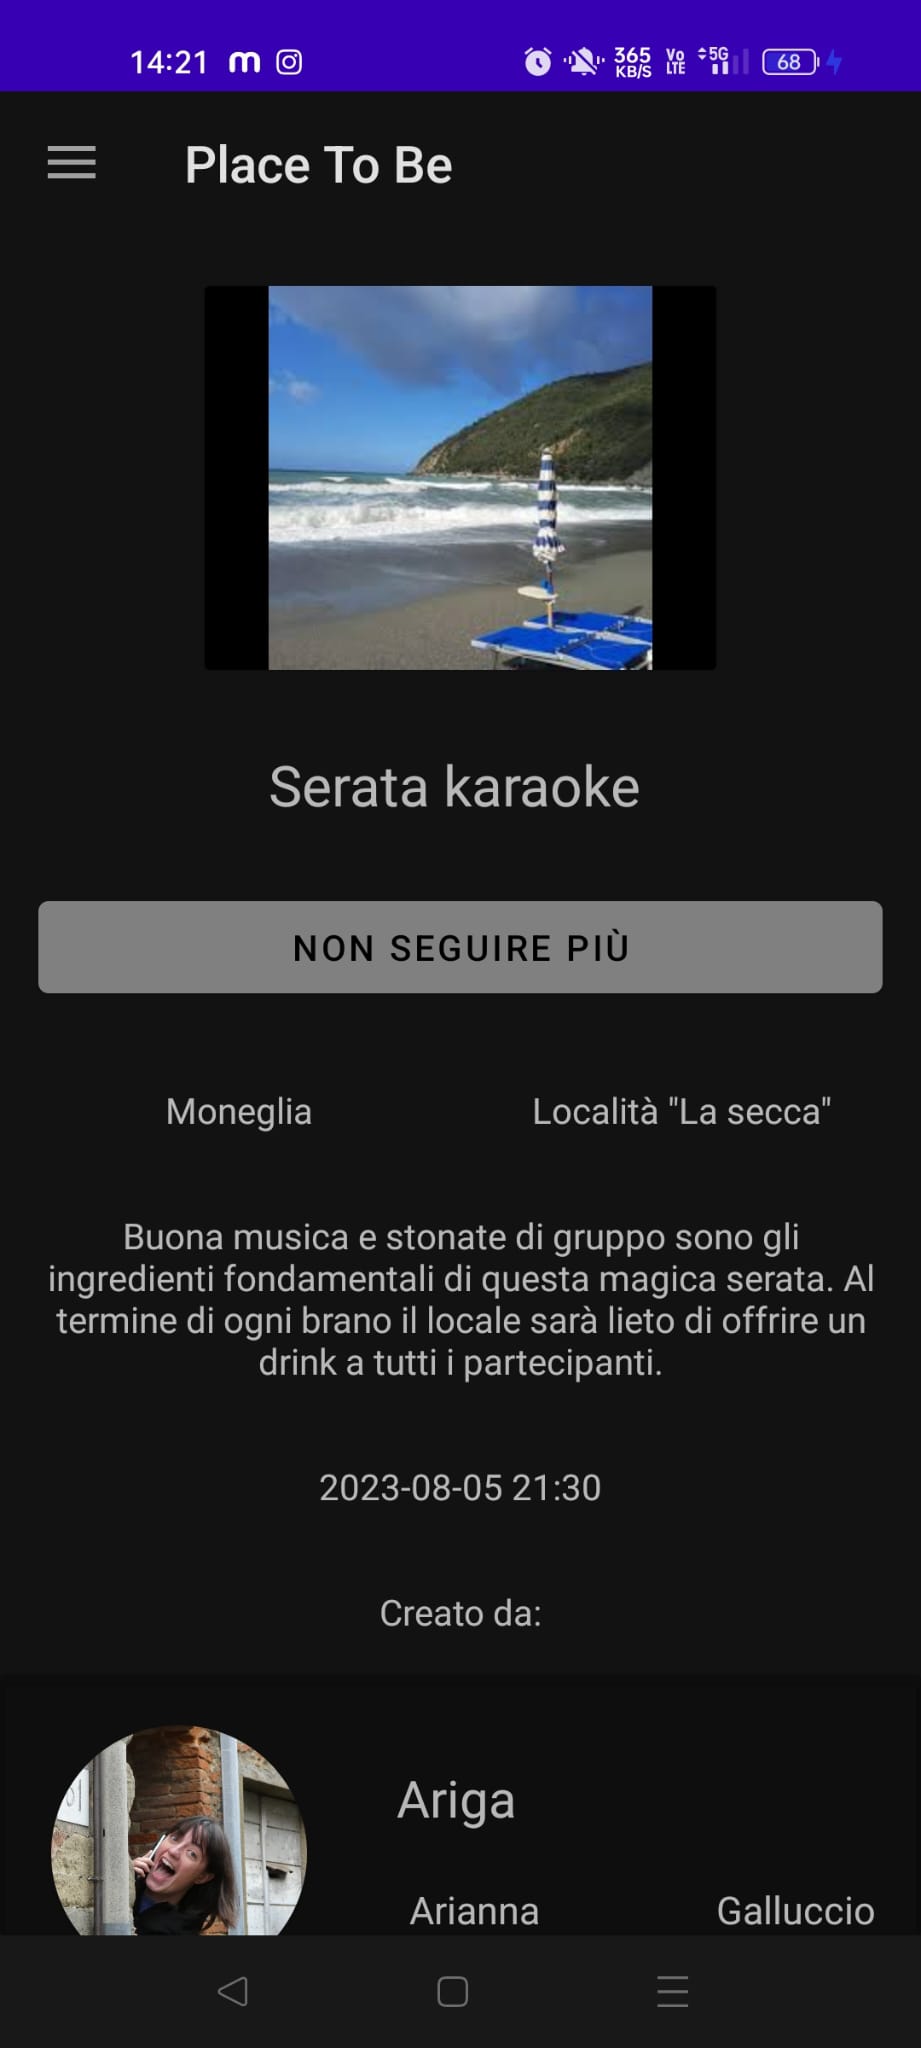 14:21 m 365 KB/S Vo LTE 5G 68
Place To Be
Serata karaoke
NON SEGUIRE PIÙ
Moneglia Località "La secca"
Buona musica e stonate di gruppo sono gli
ingredienti fondamentali di questa magica serata. Al
termine di ogni brano il locale sarà lieto di offrire un
drink a tutti i partecipanti.
2023-08-05 21:30
Creato da:
Ariga
Arianna Galluccio